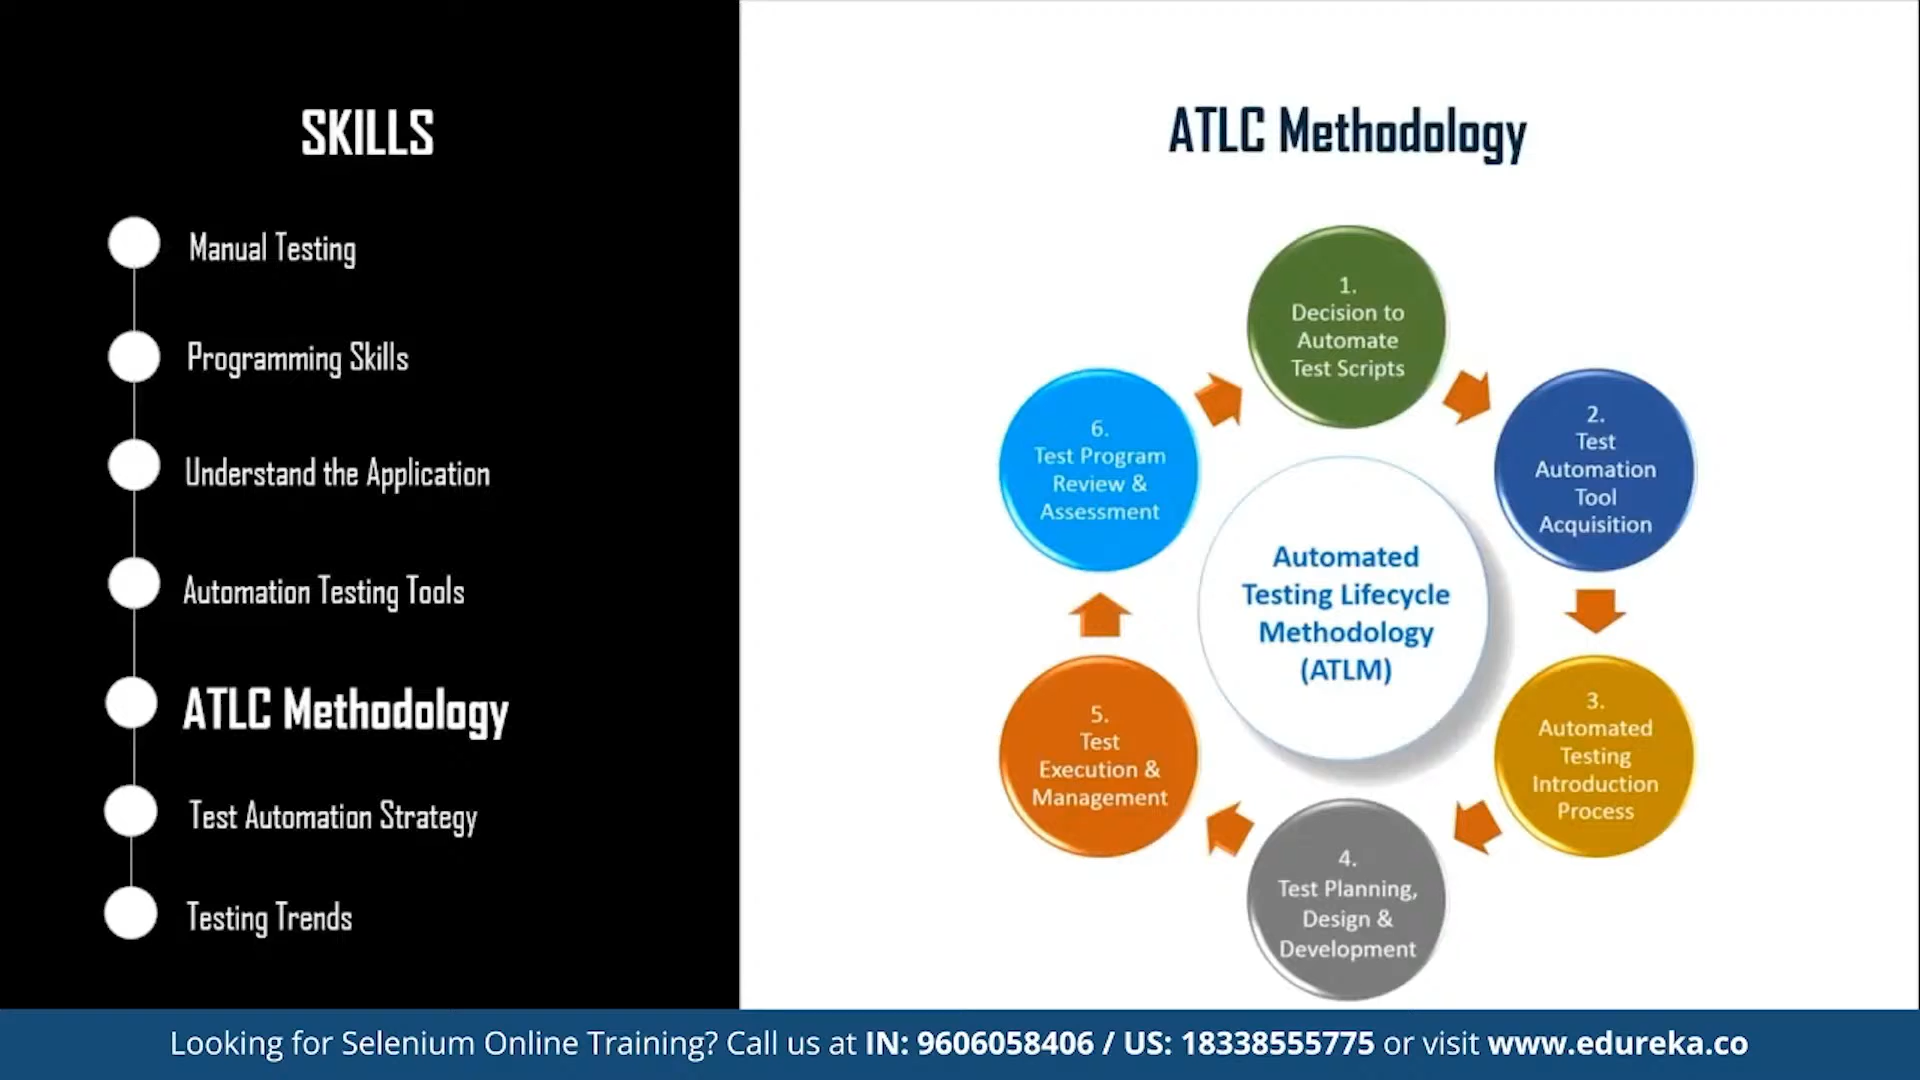 SKILLS
Manual Testing
Programming Skills
Understand the Application
Automation Testing Tools
ATLC Methodology
Test Automation Strategy
Testing Trends
ATLC Methodology
1.
Decision to
Automate
Test Scripts
2.
Test
Automation
Tool
Acquisition
3.
Automated
Testing
Introduction
Process
4.
Test Planning,
Design &
Development
5.
Test
Execution &
Management
6.
Test Program
Review &
Assessment
Automated
Testing Lifecycle
Methodology
(ATLM)
Looking for Selenium Online Training? Call us at IN: 9606058406 / US: 18338555775 or visit www.edureka.co